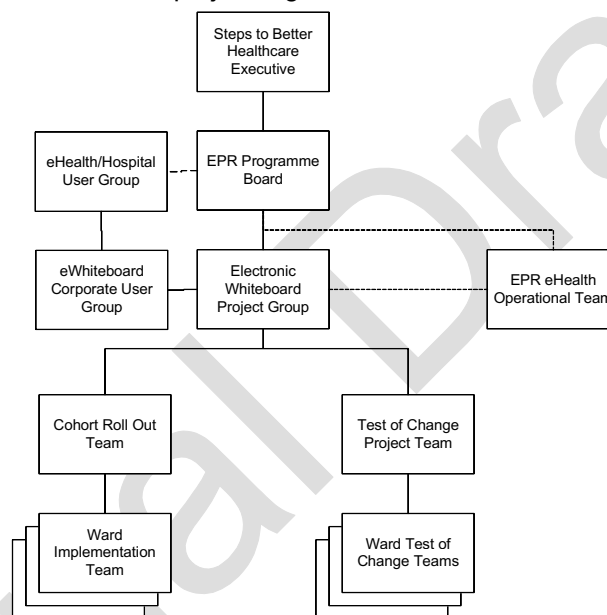 Steps to Better
Healthcare
Executive
eHealth/Hospital
User Group
EPR Programme
Board
eWhiteboard
Corporate User
Group
Electronic
Whiteboard
Project Group
EPR eHealth
Operational Team
Cohort Roll Out
Team
Test of Change
Project Team
Ward
Implementation
Team
Ward Test of
Change Teams